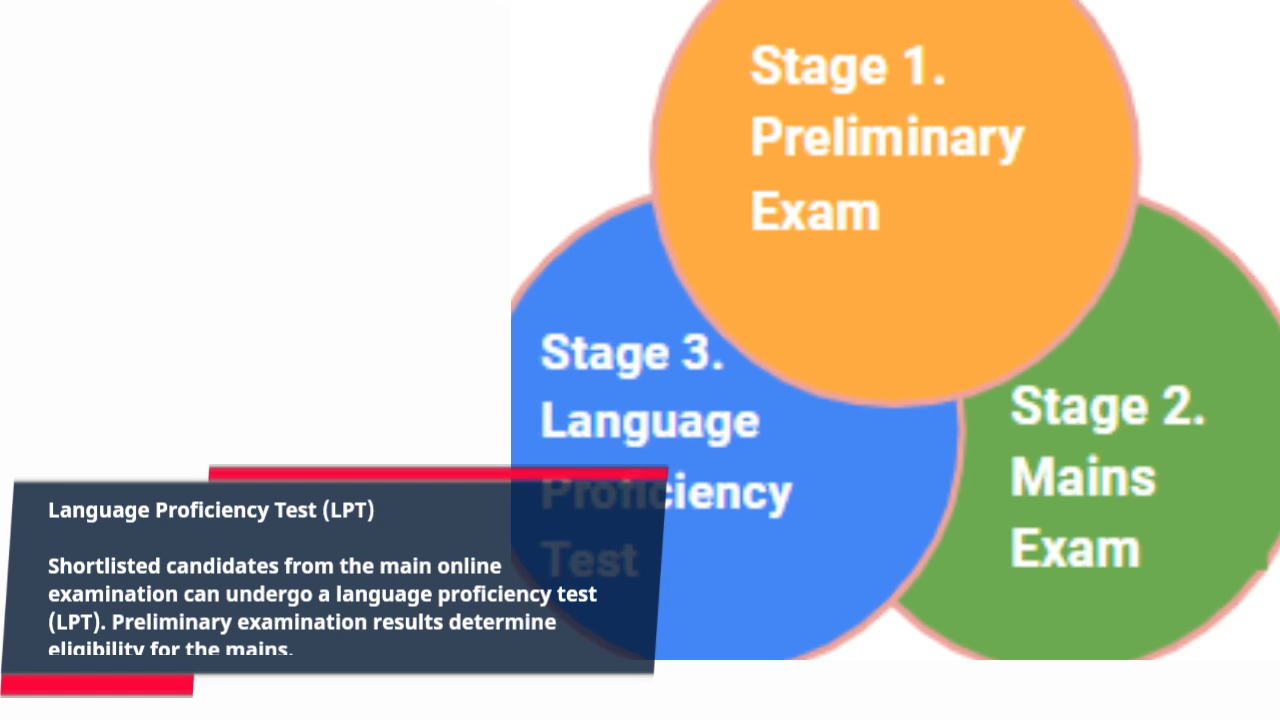 Stage 1.
Preliminary
Exam
Stage 3.
Language
Proficiency
Test
Stage 2.
Mains
Exam
Language Proficiency Test (LPT)
Shortlisted candidates from the main online
examination can undergo a language proficiency test
(LPT). Preliminary examination results determine
eligibility for the mains.